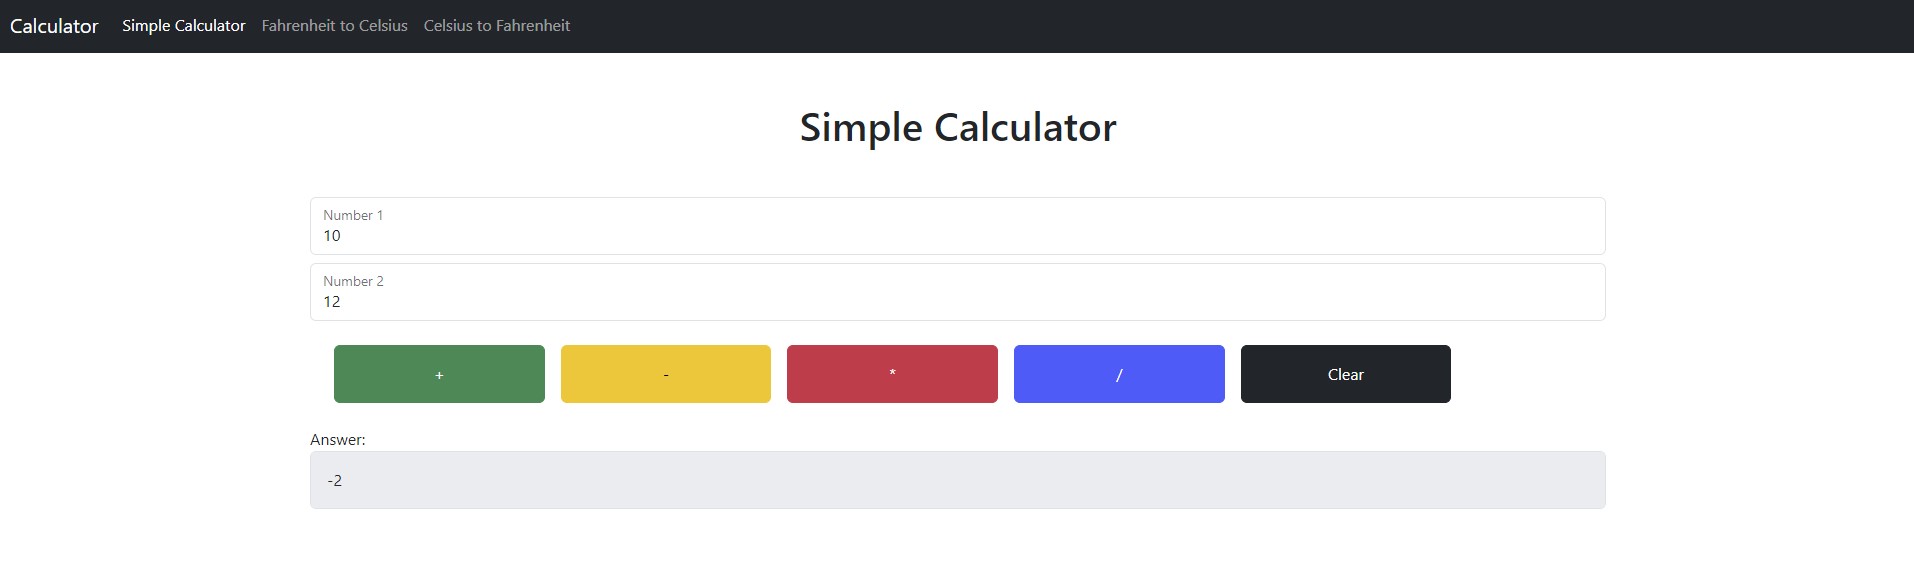 Calculator Simple Calculator Fahrenheit to Celsius Celsius to Fahrenheit
Simple Calculator
Number 1
10
Number 2
12
+ - * / Clear
Answer:
-2